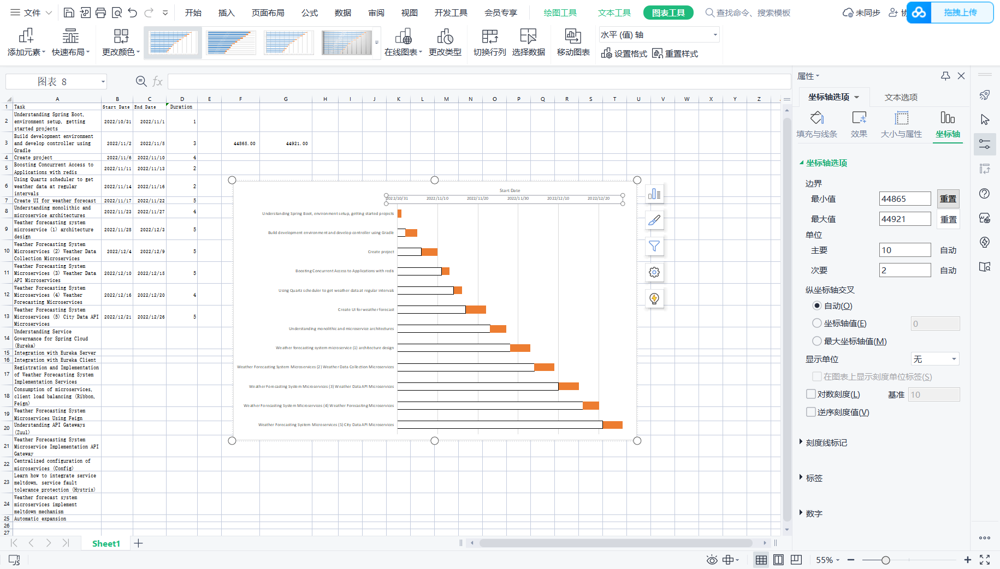 文件 开始 插入 页面布局 公式 数据 审阅 视图 开发工具 会员专享 绘图工具 文本工具 图表工具 查找命令、搜索模板 未同步 协 拖拽上传
添加元素 快速布局 更改颜色 在线图表 更改类型 切换行列 选择数据 移动图表 水平 (值) 轴
设置格式 重置样式
图表 8 fx
A B C D E F G H I J K L M N O P Q R S T U V W X Y Z
1 Task Start Date End Date Duration
2 Understanding Spring Boot,
environment setup, getting 2022/10/31 2022/11/1 1
started projects
3 Build development environment
and develop controller using 2022/11/2 2022/11/5 3 44865.00 44921.00
Gradle
4 Create project 2022/11/6 2022/11/10 4
5 Boosting Concurrent Access to
Applications with redis 2022/11/11 2022/11/13 2
6 Using Quartz scheduler to get
weather data at regular 2022/11/14 2022/11/16 2
intervals
7 Create UI for weather forecast 2022/11/17 2022/11/22 5
8 Understanding monolithic and
microservice architectures 2022/11/23 2022/11/27 4
9 Weather forecasting system
microservice (1) architecture 2022/11/28 2022/12/3 5
design
10 Weather Forecasting System
Microservices (2) Weather Data 2022/12/4 2022/12/9 5
Collection Microservices
11 Weather Forecasting System
Microservices (3) Weather Data 2022/12/10 2022/12/15 5
API Microservices
12 Weather Forecasting System
Microservices (4) Weather 2022/12/16 2022/12/20 4
Forecasting Microservices
13 Weather Forecasting System
Microservices (5) City Data API 2022/12/21 2022/12/26 5
Microservices
14 Understanding Service
Governance for Spring Cloud
(Eureka)
15 Integration with Eureka Server
16 Integration with Eureka Client
17 Registration and Implementation
of Weather Forecasting System
Implementation Services
18 Consumption of microservices,
client load balancing (Ribbon,
Feign)
19 Weather Forecasting System
Microservices Using Feign
20 Understanding API Gateways
(Zuul)
21 Weather Forecasting System
Microservice Implementation API
Gateway
22 Centralized configuration of
microservices (Config)
23 Learn how to integrate service
meltdown, service fault
tolerance protection (Hystrix)
24 Weather forecast system
microservices implement
meltdown mechanism
25 Automatic expansion
26
27
Start Date
2022/10/31 2022/11/10 2022/11/20 2022/11/30 2022/12/10 2022/12/20
Understanding Spring Boot, environment setup, getting started projects
Build development environment and develop controller using Gradle
Create project
Boosting Concurrent Access to Applications with redis
Using Quartz scheduler to get weather data at regular intervals
Create UI for weather forecast
Understanding monolithic and microservice architectures
Weather forecasting system microservice (1) architecture design
Weather Forecasting System Microservices (2) Weather Data Collection Microservices
Weather Forecasting System Microservices (3) Weather Data API Microservices
Weather Forecasting System Microservices (4) Weather Forecasting Microservices
Weather Forecasting System Microservices (5) City Data API Microservices
属性
坐标轴选项 文本选项
填充与线条 效果 大小与属性 坐标轴
坐标轴选项
边界
最小值 44865 重置
最大值 44921 重置
单位
主要 10 自动
次要 2 自动
纵坐标轴交叉
自动(O)
坐标轴值(E) 0
最大坐标轴值(M)
显示单位 无
在图表上显示刻度单位标签(S)
对数刻度(L) 基准 10
逆序刻度值(V)
刻度线标记
标签
数字
Sheet1
55%